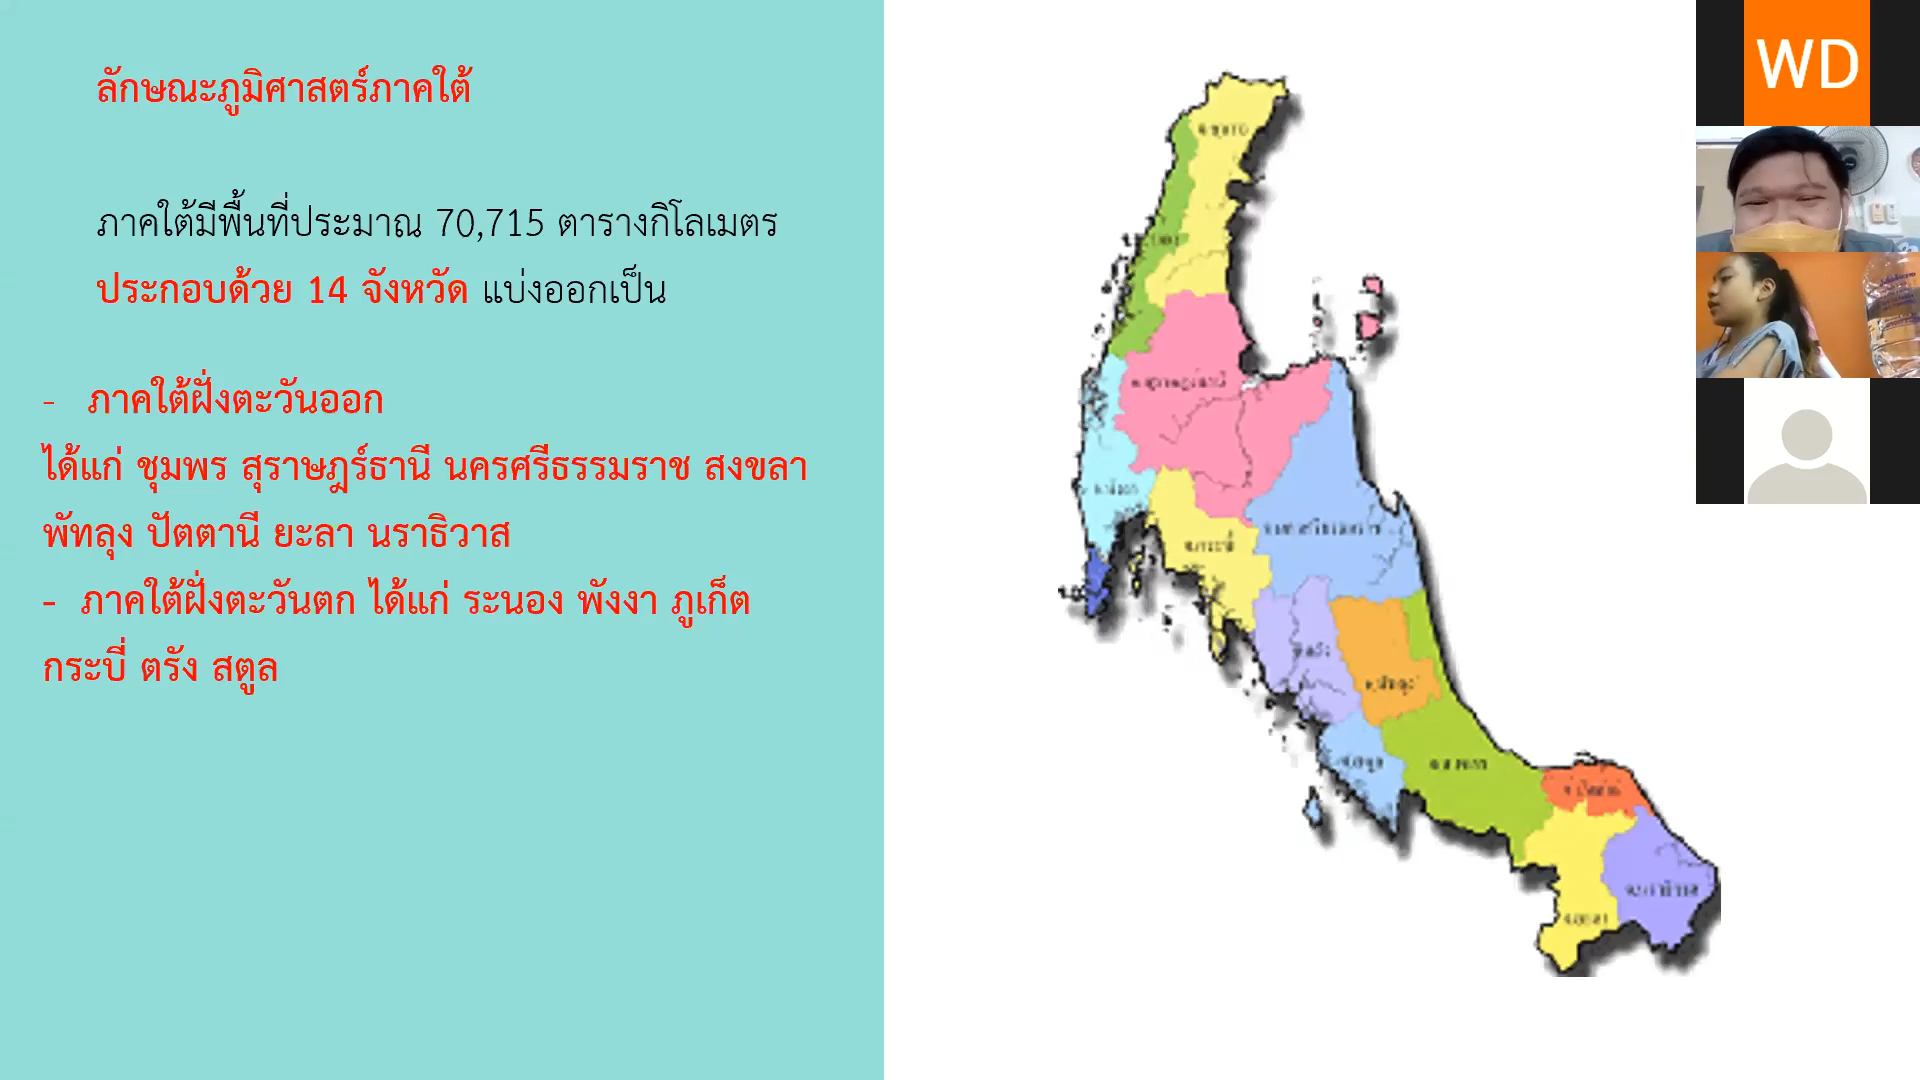 ลักษณะภูมิศาสตร์ภาคใต้
ภาคใต้มีพื้นที่ประมาณ 70,715 ตารางกิโลเมตร
ประกอบด้วย 14 จังหวัด แบ่งออกเป็น
- ภาคใต้ฝั่งตะวันออก
ได้แก่ ชุมพร สุราษฎร์ธานี นครศรีธรรมราช สงขลา
พัทลุง ปัตตานี ยะลา นราธิวาส
- ภาคใต้ฝั่งตะวันตก ได้แก่ ระนอง พังงา ภูเก็ต
กระบี่ ตรัง สตูล
WD